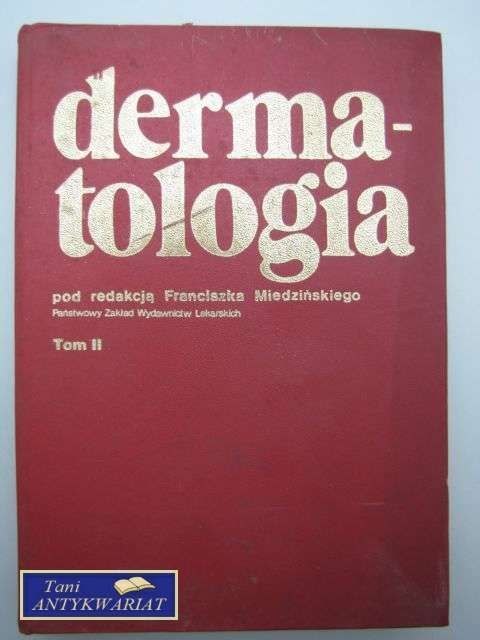 derma-
tologia
pod redakcją Franciszka Miedzińskiego
Państwowy Zakład Wydawnictw Lekarskich
Tom II
Tani
ANTYKWARIAT